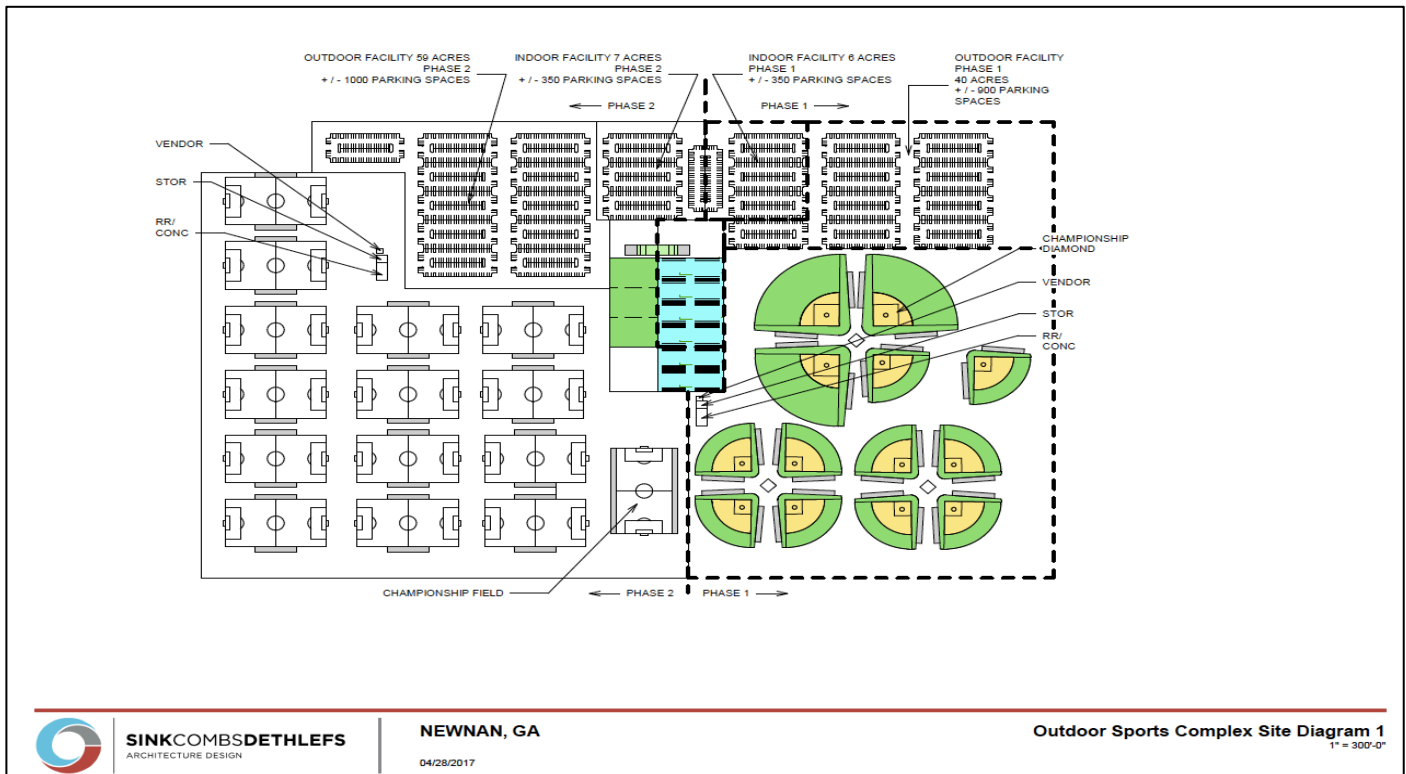 OUTDOOR FACILITY 59 ACRES
PHASE 2
+ / - 1000 PARKING SPACES
INDOOR FACILITY 7 ACRES
PHASE 2
+ / - 350 PARKING SPACES
INDOOR FACILITY 6 ACRES
PHASE 1
+ / - 350 PARKING SPACES
OUTDOOR FACILITY
PHASE 1
40 ACRES
+ / - 900 PARKING
SPACES
PHASE 2
PHASE 1
VENDOR
STOR
RR/
CONC
CHAMPIONSHIP
DIAMOND
VENDOR
STOR
RR/
CONC
CHAMPIONSHIP FIELD
PHASE 2
PHASE 1
SINKCOMBSDETHLEFS
ARCHITECTURE DESIGN
NEWNAN, GA
04/28/2017
Outdoor Sports Complex Site Diagram 1
1" = 300'-0"